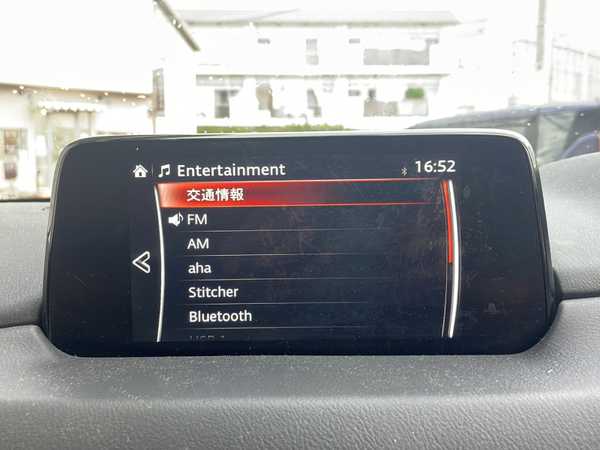 Entertainment 16:52
交通情報
FM
AM
aha
Stitcher
Bluetooth